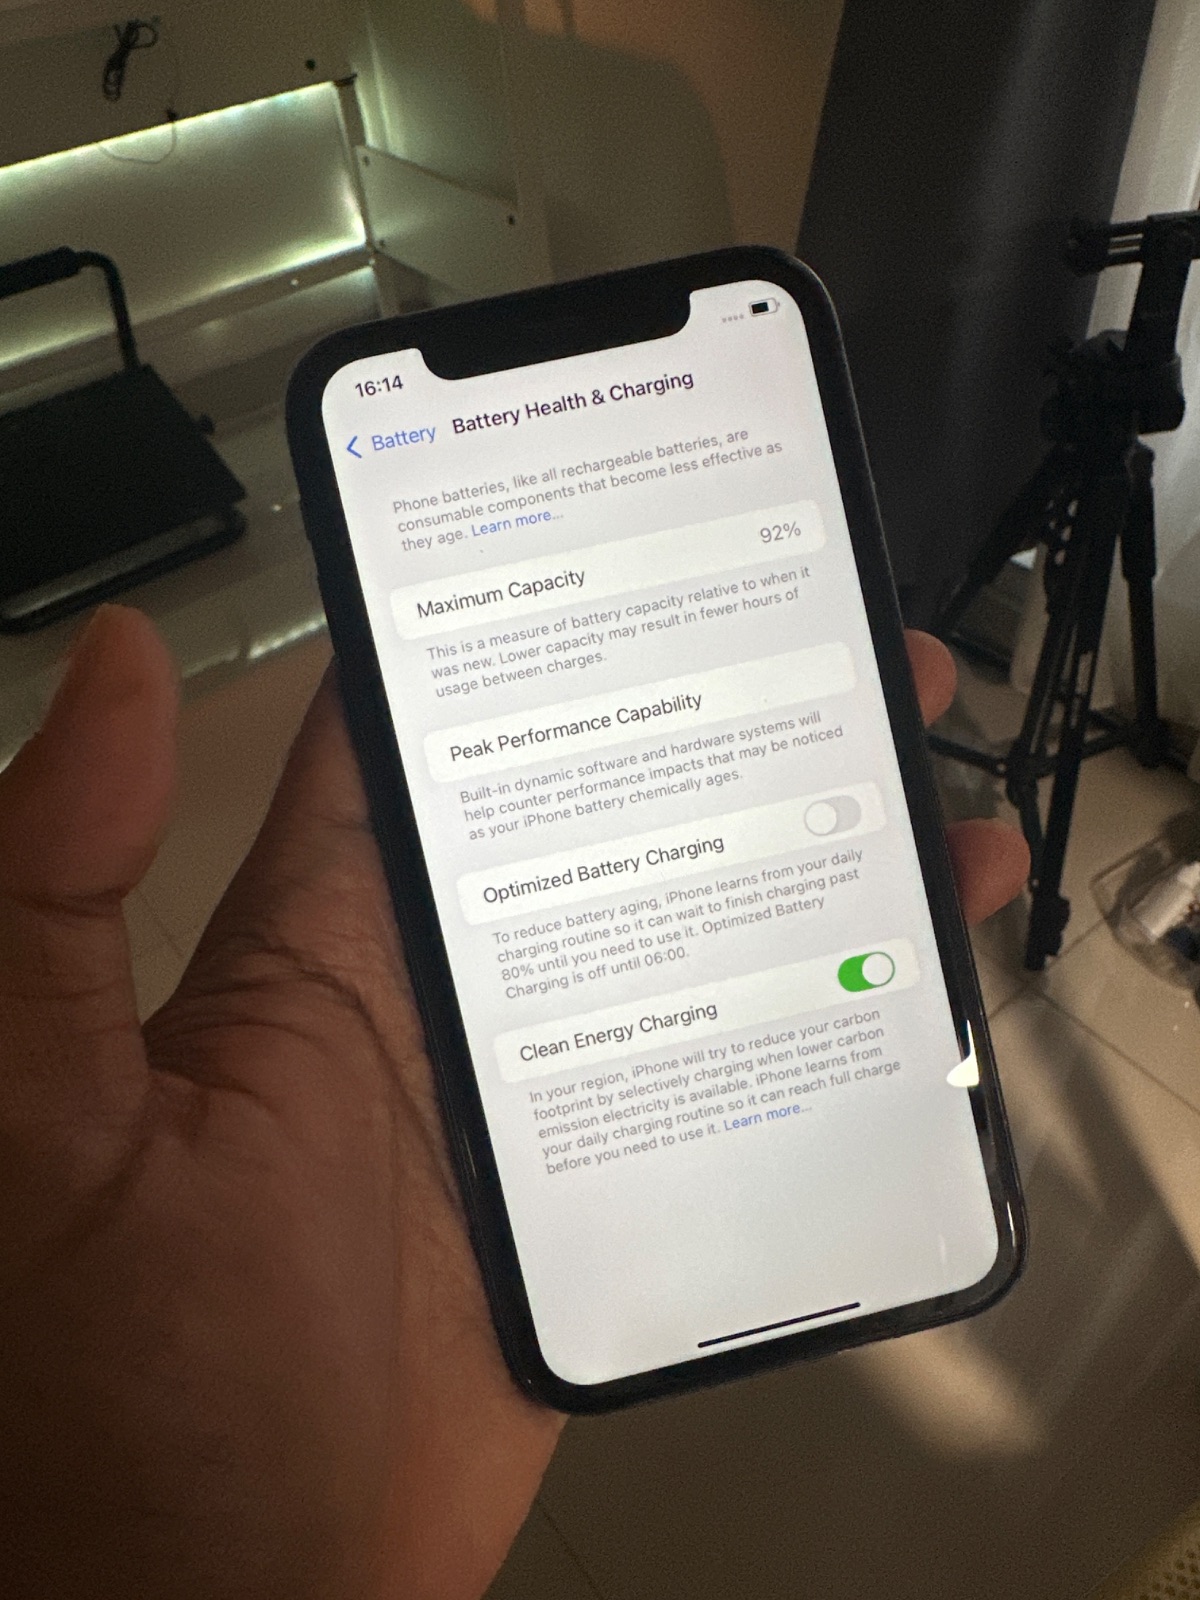 16:14
Battery
Battery Health & Charging
Phone batteries, like all rechargeable batteries, are
consumable components that become less effective as
they age. Learn more...
Maximum Capacity
92%
This is a measure of battery capacity relative to when it
was new. Lower capacity may result in fewer hours of
usage between charges.
Peak Performance Capability
Built-in dynamic software and hardware systems will
help counter performance impacts that may be noticed
as your iPhone battery chemically ages.
Optimized Battery Charging
To reduce battery aging, iPhone learns from your daily
charging routine so it can wait to finish charging past
80% until you need to use it. Optimized Battery
Charging is off until 06:00.
Clean Energy Charging
In your region, iPhone will try to reduce your carbon
footprint by selectively charging when lower carbon
emission electricity is available. iPhone learns from
your daily charging routine so it can reach full charge
before you need to use it. Learn more...